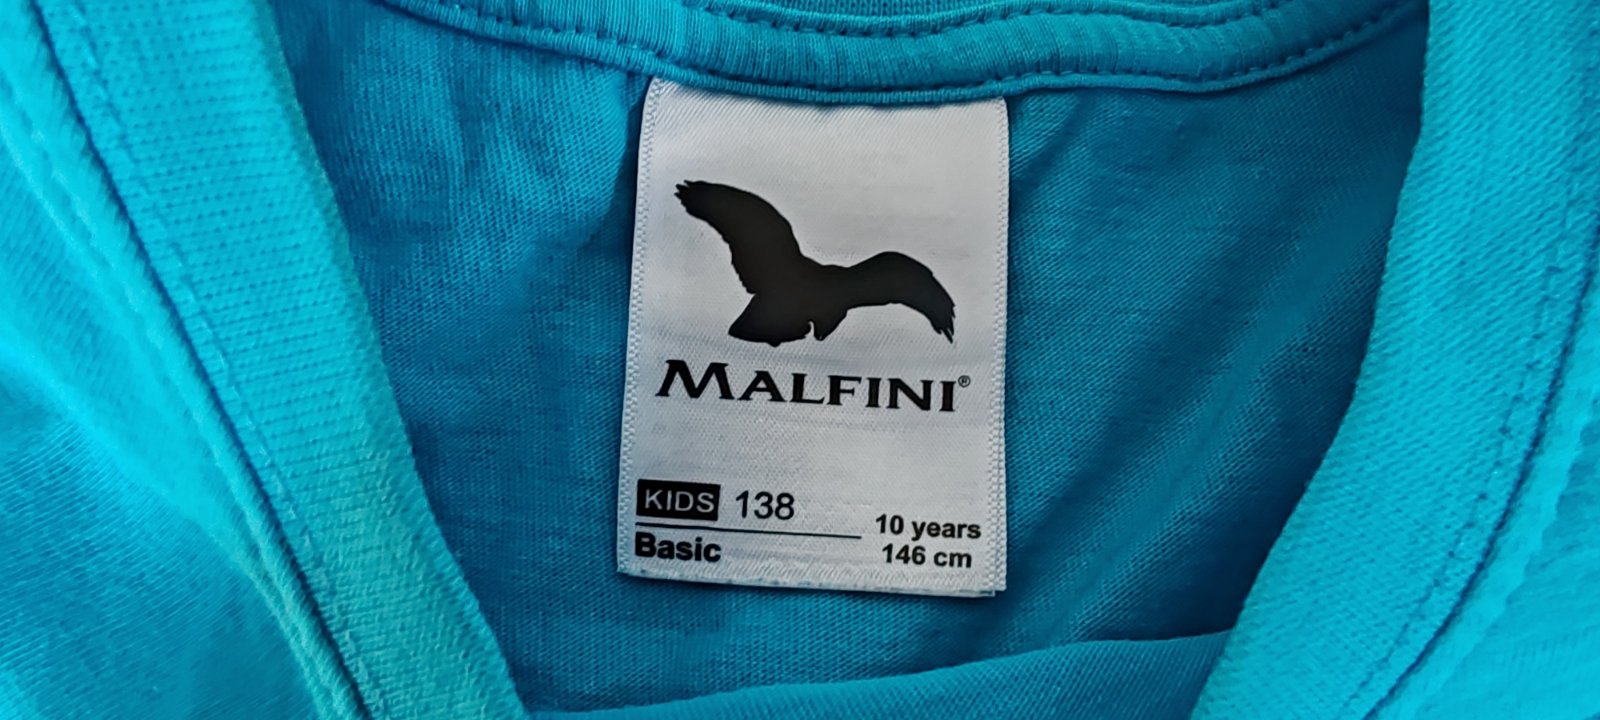 MALFINI®
KIDS 138
Basic
10 years
146 cm